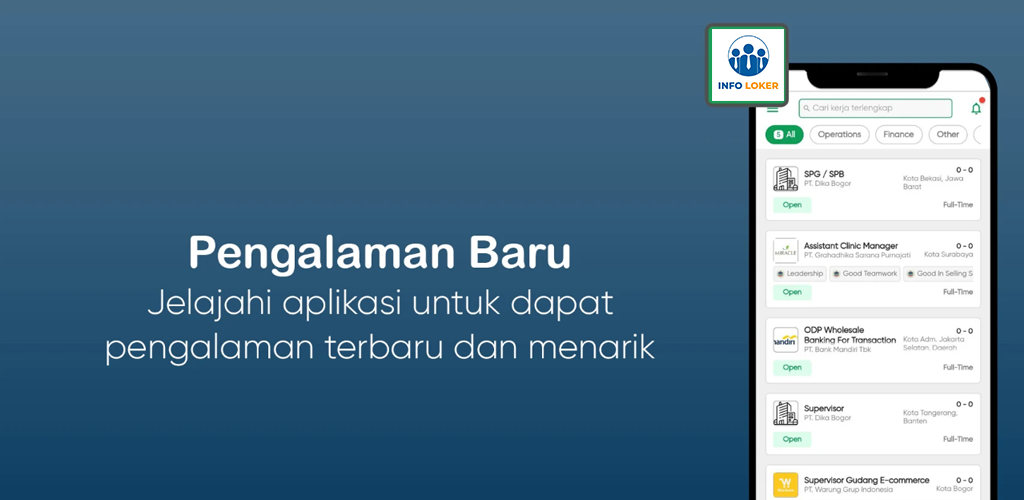 INFO LOKER
Pengalaman Baru
Jelajahi aplikasi untuk dapat
pengalaman terbaru dan menarik
Cari kerja terlengkap
S All
Operations
Finance
Other
SPG / SPB
PT. Dika Bogor
0 - 0
Kota Bekasi, Jawa
Barat
Open
Full-Time
MIRACLE
Assistant Clinic Manager
PT. Grahadhika Sarana Purnajati
0 - 0
Kota Surabaya
Leadership
Good Teamwork
Good In Selling S
Open
Full-Time
mandiri
ODP Wholesale
Banking For Transaction
PT. Bank Mandiri Tbk
0 - 0
Kota Adm. Jakarta
Selatan, Daerah
Open
Full-Time
Supervisor
PT. Dika Bogor
0 - 0
Kota Tangerang,
Banten
Open
Full-Time
Supervisor Gudang E-commerce
PT. Warung Grup Indonesia
0 - 0
Kota Bogor